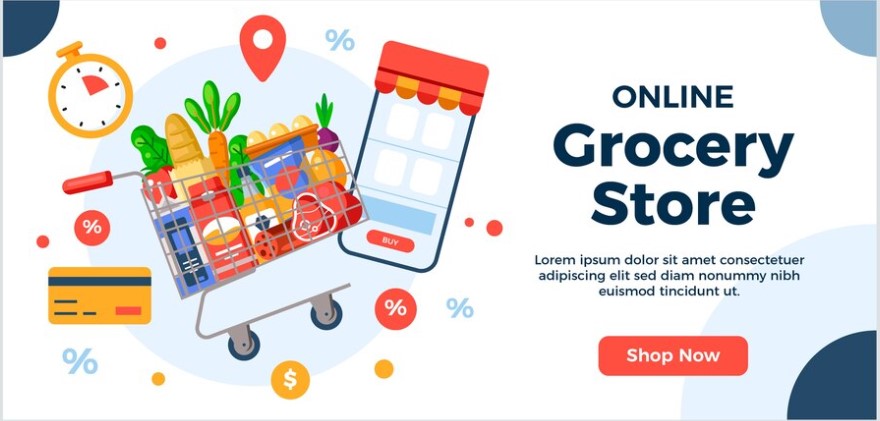 ONLINE
Grocery
Store
Lorem ipsum dolor sit amet consectetuer
adipiscing elit sed diam nonummy nibh
euismod tincidunt ut.
Shop Now
BUY
%
%
%
%
%
$